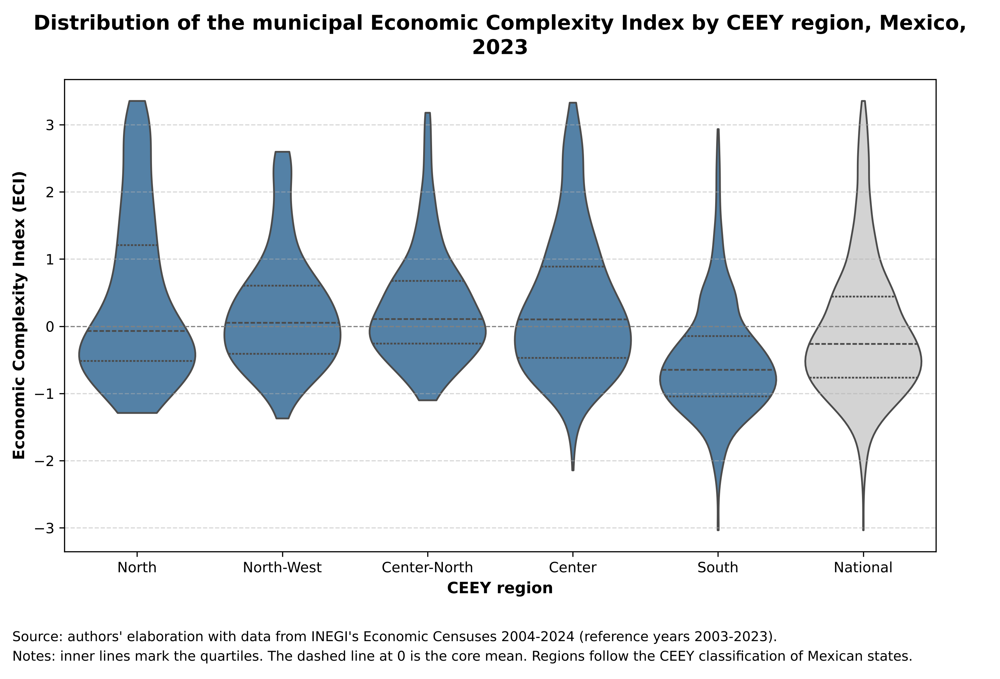 Distribution of the municipal Economic Complexity Index by CEEY region, Mexico,
2023
Economic Complexity Index (ECI)
3
2
1
0
−1
−2
−3
North
North-West
Center-North
Center
South
National
CEEY region
Source: authors' elaboration with data from INEGI's Economic Censuses 2004-2024 (reference years 2003-2023).
Notes: inner lines mark the quartiles. The dashed line at 0 is the core mean. Regions follow the CEEY classification of Mexican states.